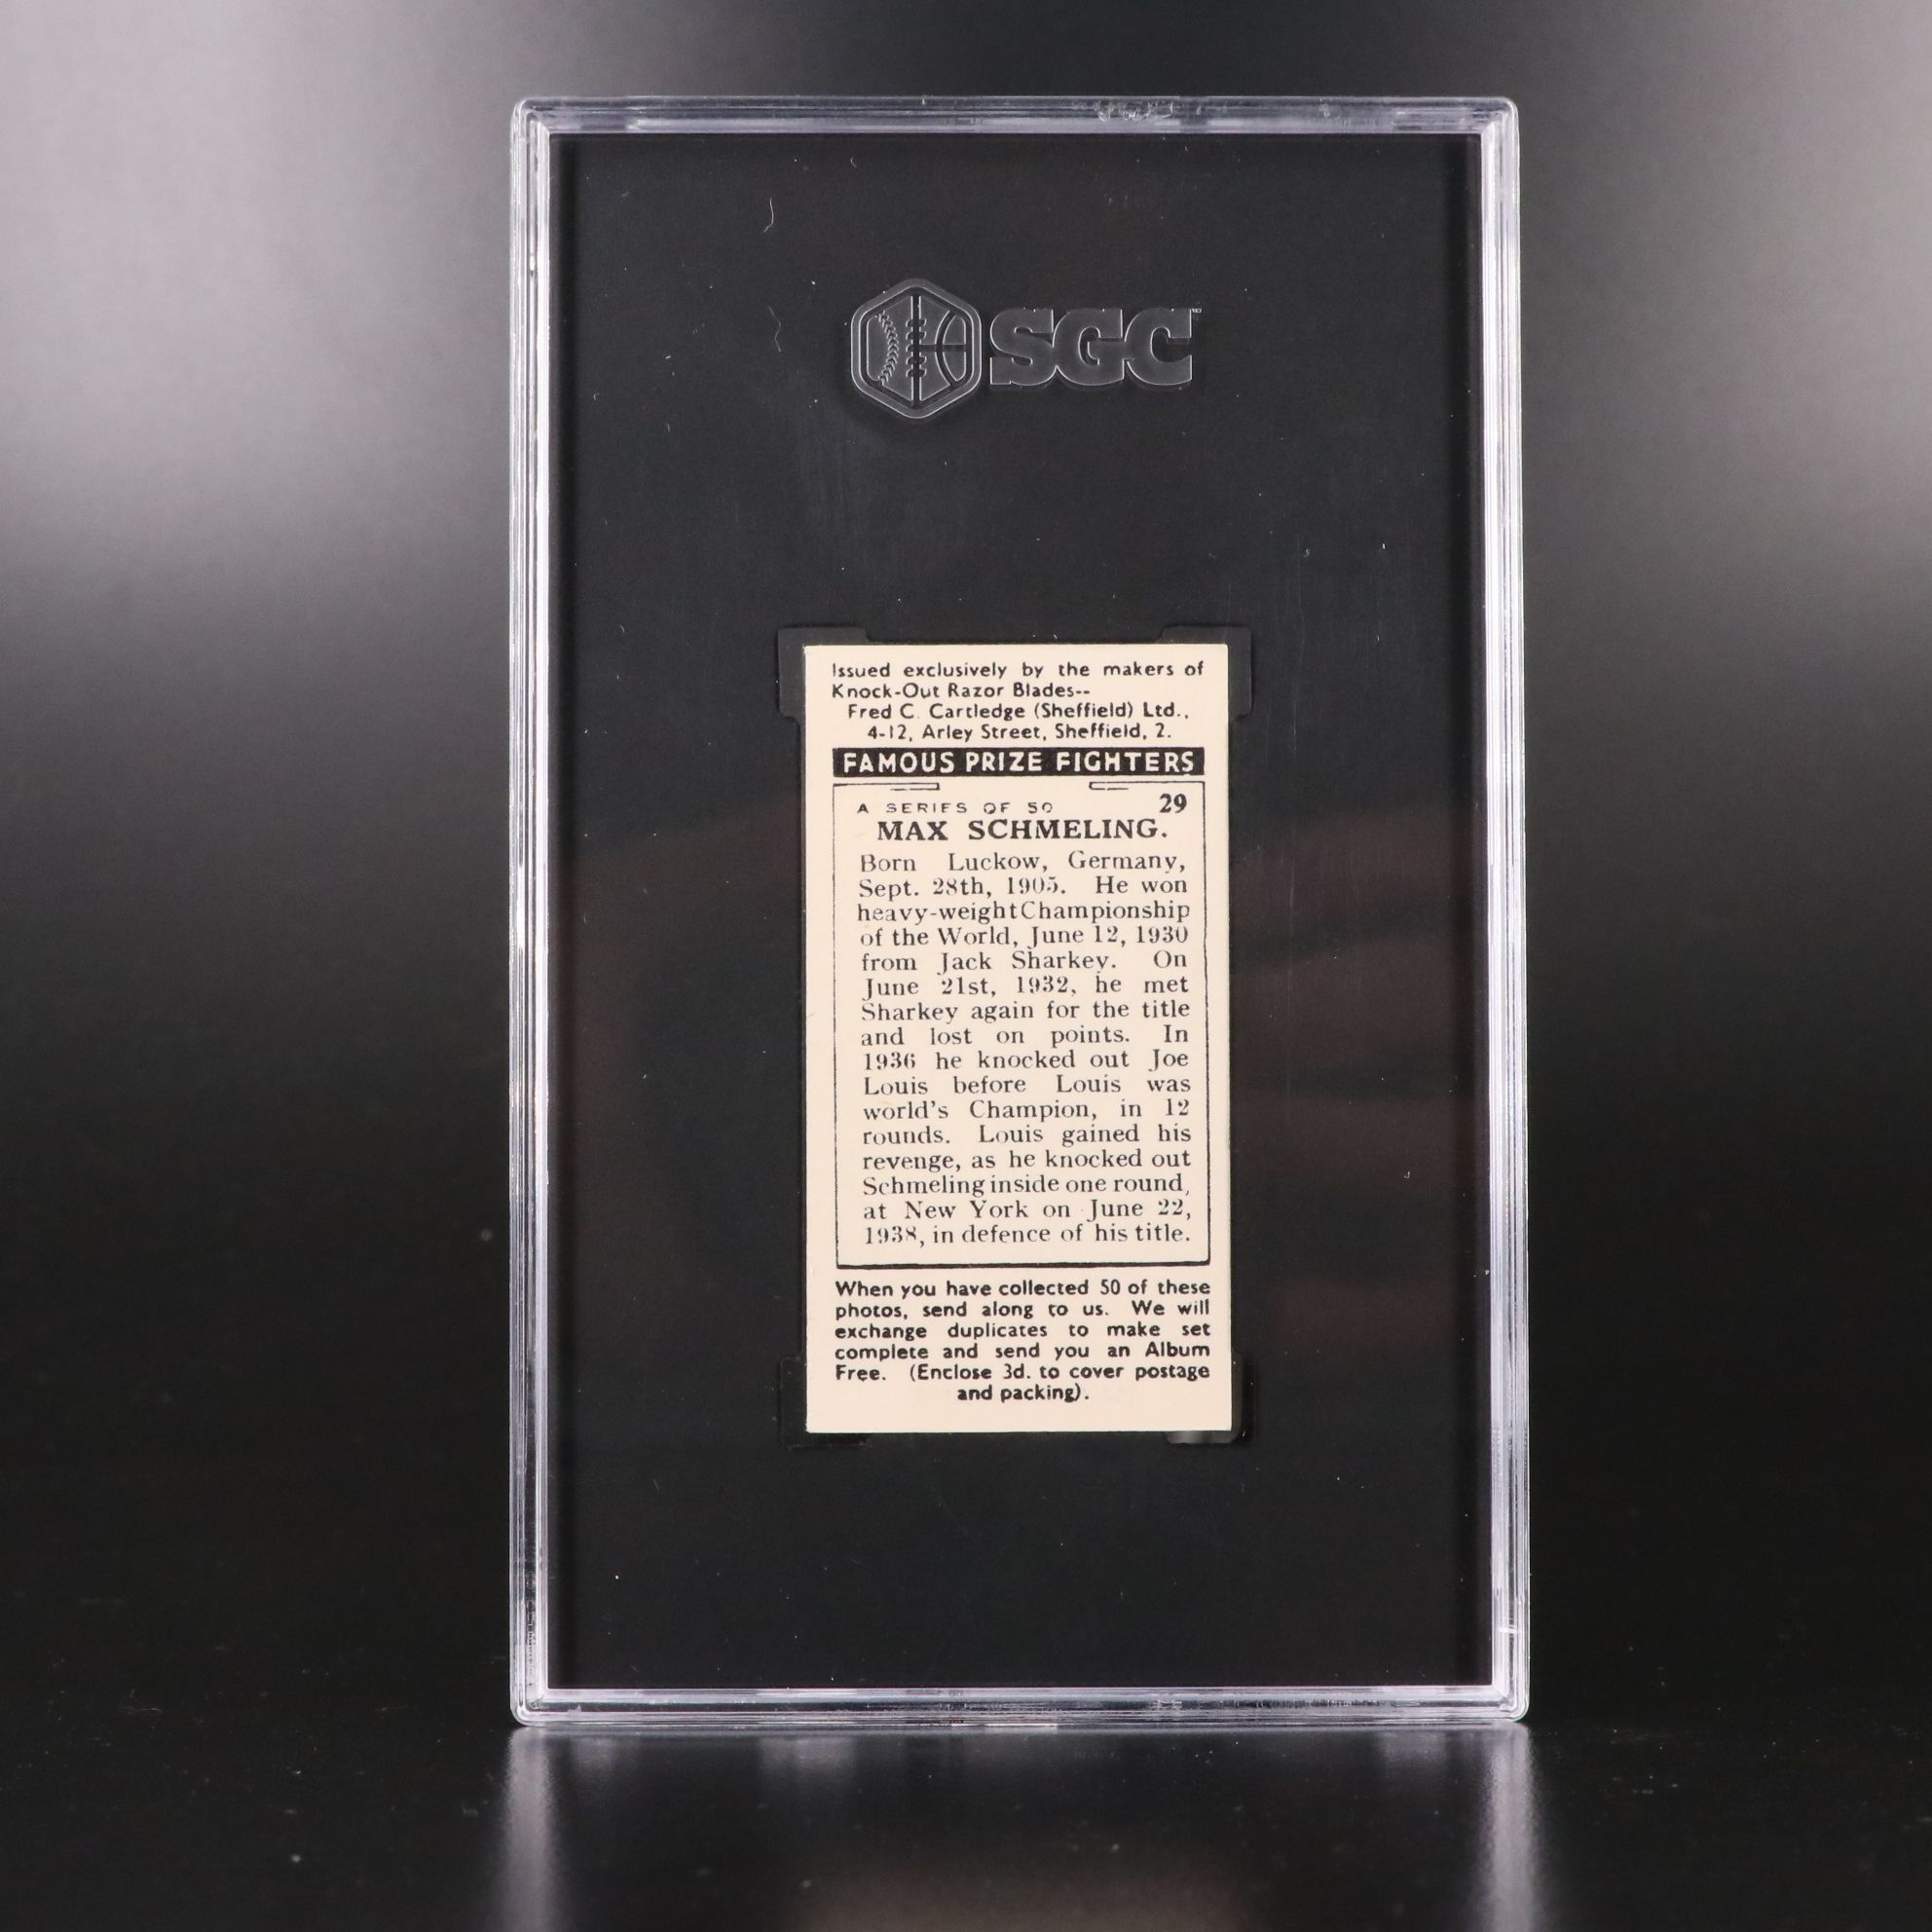 SGC
Issued exclusively by the makers of
Knock-Out Razor Blades--
Fred C. Cartledge (Sheffield) Ltd.,
4-12, Arley Street, Sheffield, 2.
FAMOUS PRIZE FIGHTERS
A SERIES OF 50 29
MAX SCHMELING.
Born Luckow, Germany,
Sept. 28th, 1905. He won
heavy-weight Championship
of the World, June 12, 1930
from Jack Sharkey. On
June 21st, 1932, he met
Sharkey again for the title
and lost on points. In
1936 he knocked out Joe
Louis before Louis was
world's Champion, in 12
rounds. Louis gained his
revenge, as he knocked out
Schmeling inside one round,
at New York on June 22,
1938, in defence of his title.
When you have collected 50 of these
photos, send along to us. We will
exchange duplicates to make set
complete and send you an Album
Free. (Enclose 3d. to cover postage
and packing).